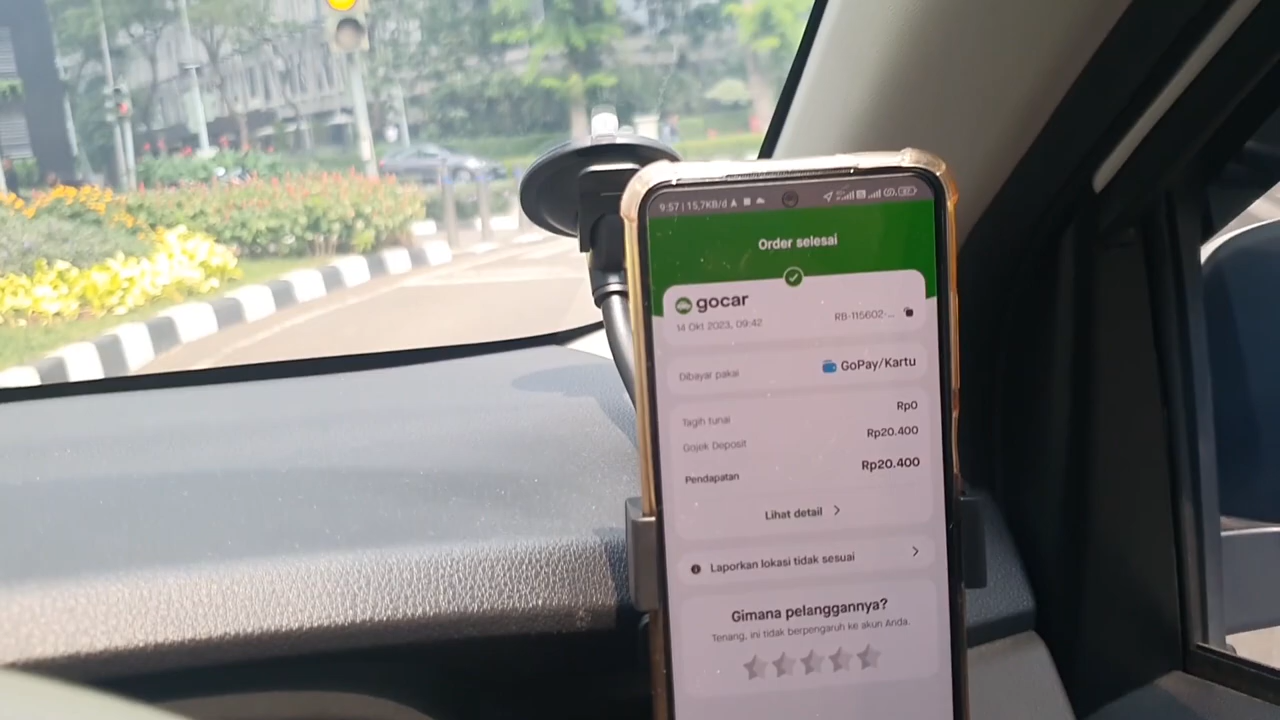 9:57 | 15,7KB/d
Order selesai
gocar
14 Okt 2023, 09:42 RB-115602-...
Dibayar pakai GoPay/Kartu
Tagih tunai Rp0
Gojek Deposit Rp20.400
Pendapatan Rp20.400
Lihat detail
Laporkan lokasi tidak sesuai
Gimana pelanggannya?
Tenang, ini tidak berpengaruh ke akun Anda.